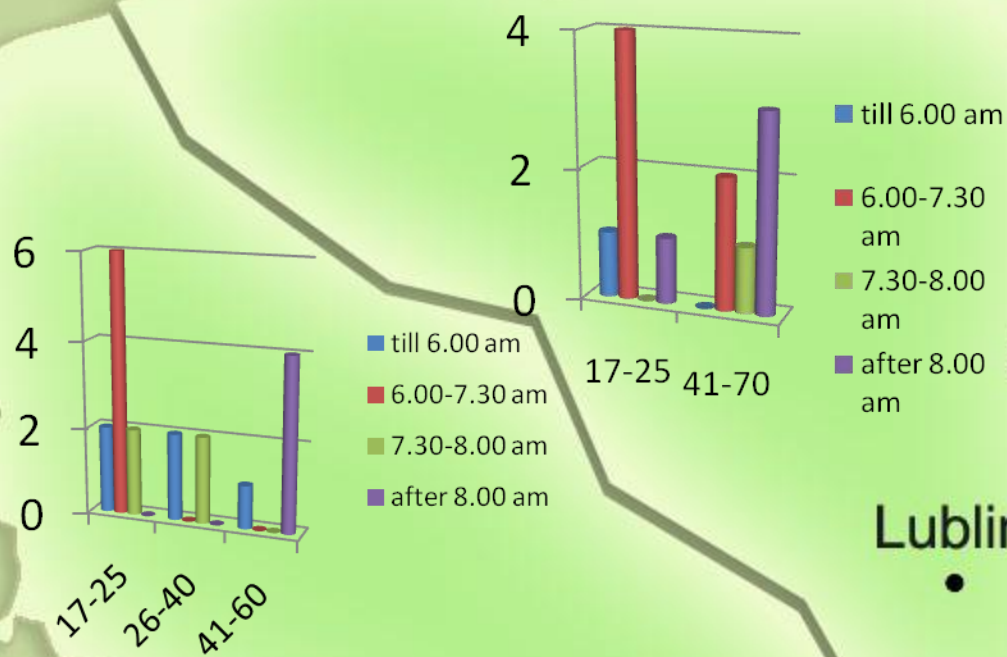 4
2
0
17-25
41-70
till 6.00 am
6.00-7.30
am
7.30-8.00
am
after 8.00
am
6
4
2
0
17-25
26-40
41-60
till 6.00 am
6.00-7.30 am
7.30-8.00 am
after 8.00 am
Lublin